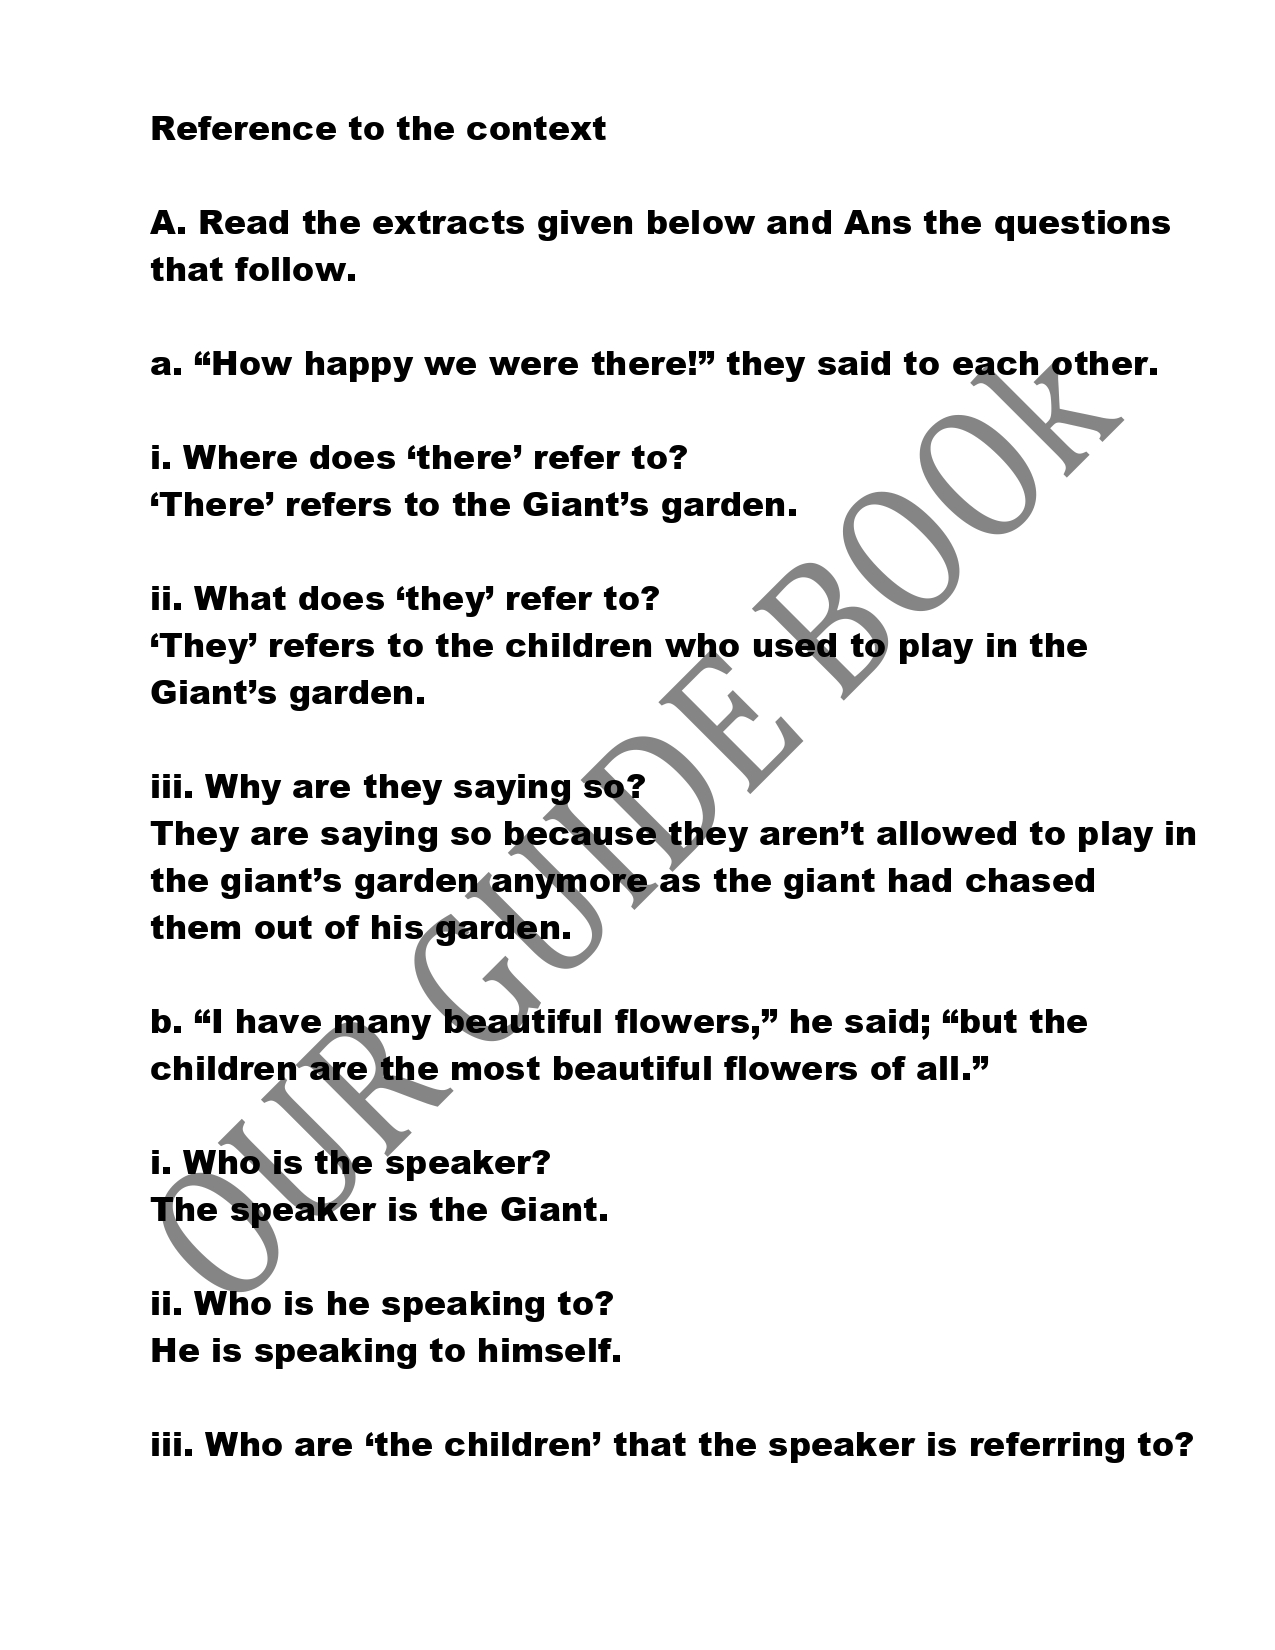 Reference to the context
A. Read the extracts given below and Ans the questions
that follow.
a. “How happy we were there!” they said to each other.
i. Where does ‘there’ refer to?
‘There’ refers to the Giant’s garden.
ii. What does ‘they’ refer to?
‘They’ refers to the children who used to play in the
Giant’s garden.
iii. Why are they saying so?
They are saying so because they aren’t allowed to play in
the giant’s garden anymore as the giant had chased
them out of his garden.
b. “I have many beautiful flowers,” he said; “but the
children are the most beautiful flowers of all.”
i. Who is the speaker?
The speaker is the Giant.
ii. Who is he speaking to?
He is speaking to himself.
iii. Who are ‘the children’ that the speaker is referring to?
OUR GUIDE BOOk